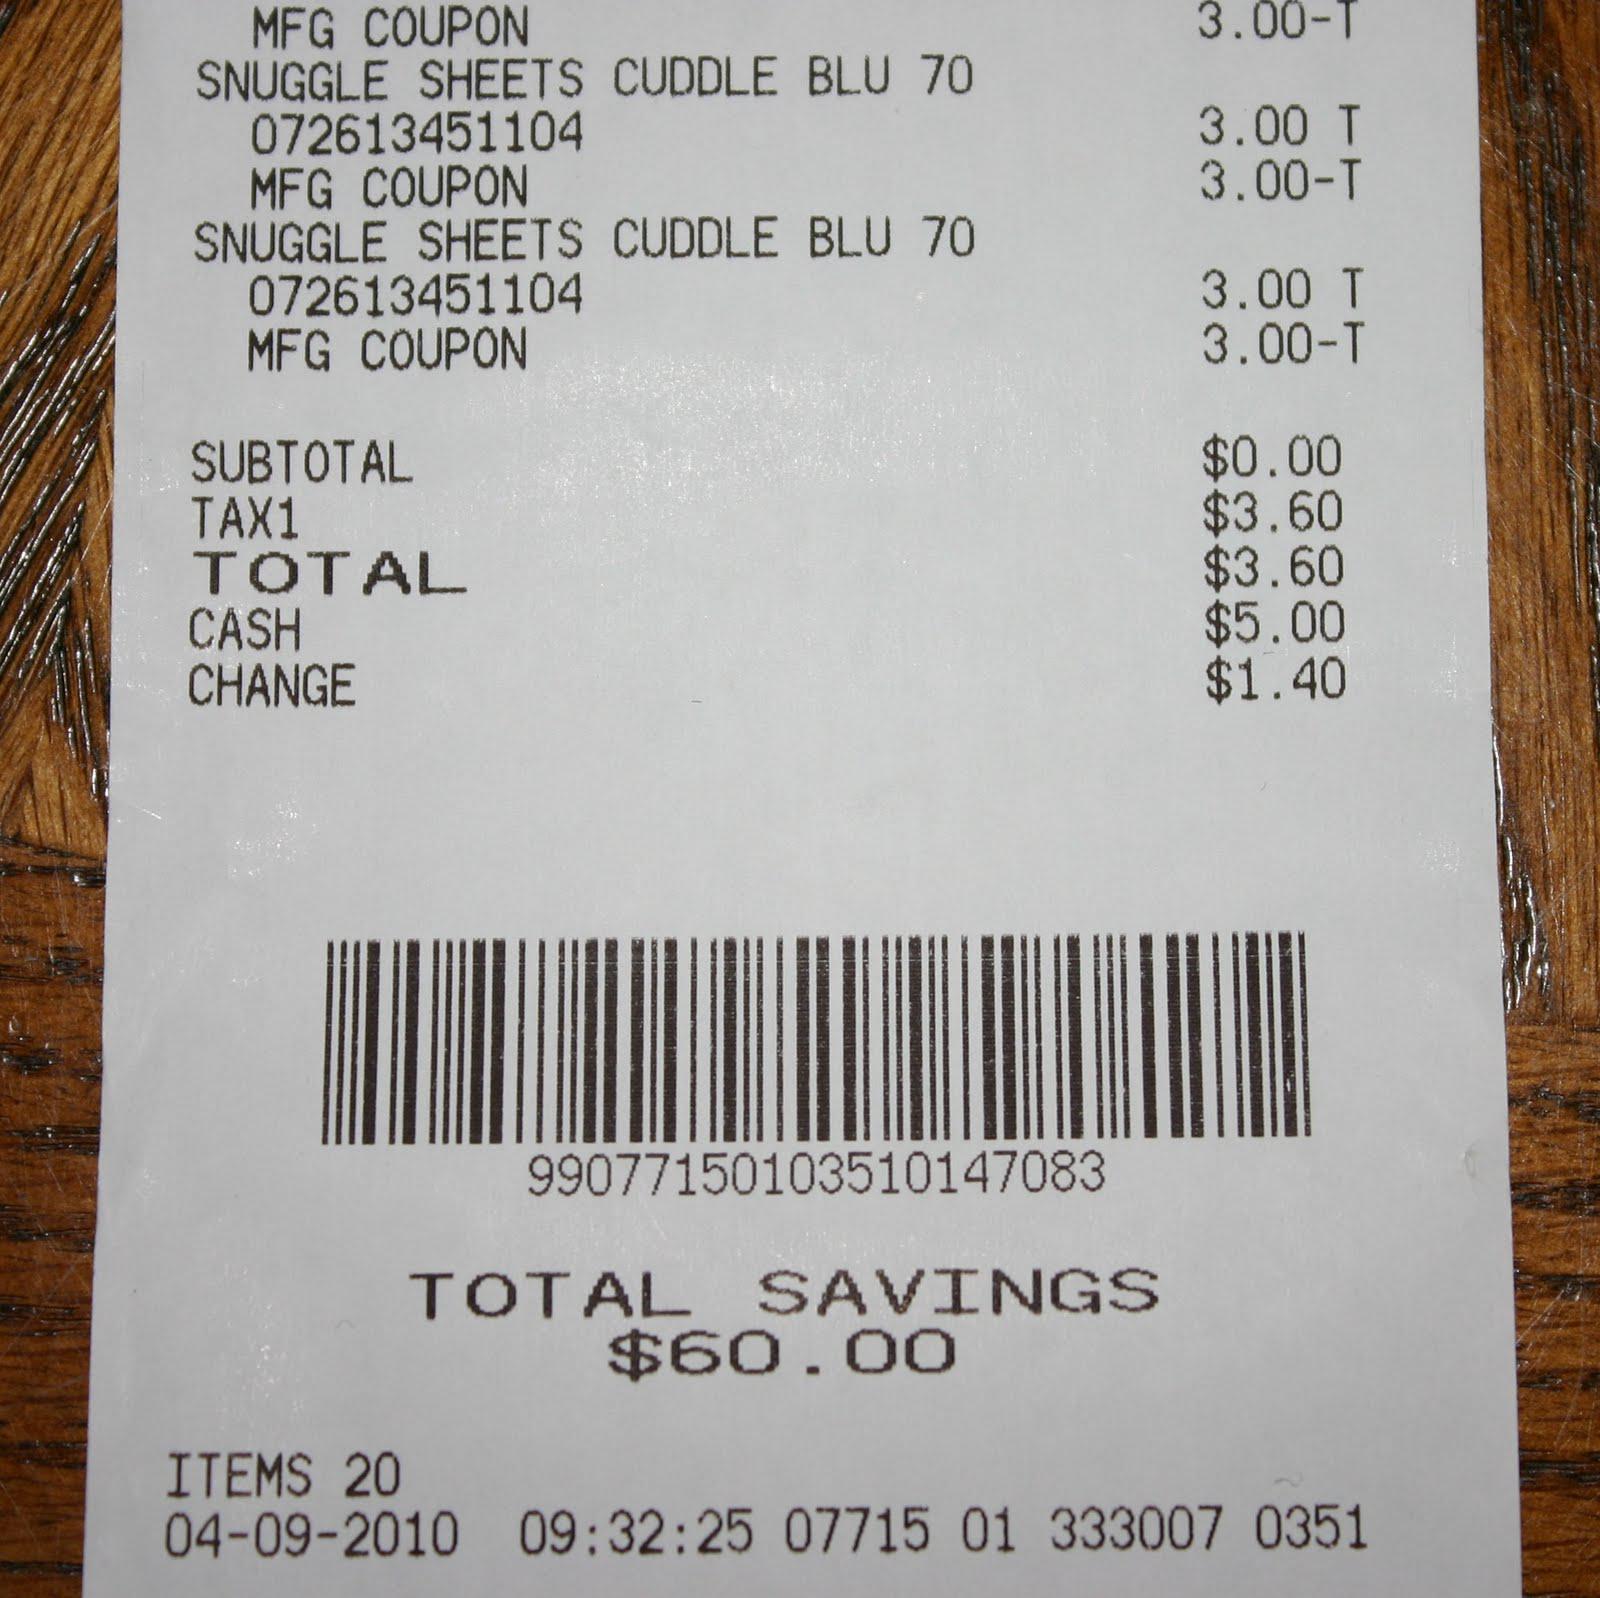 MFG COUPON 3.00-T
SNUGGLE SHEETS CUDDLE BLU 70
072613451104 3.00 T
MFG COUPON 3.00-T
SNUGGLE SHEETS CUDDLE BLU 70
072613451104 3.00 T
MFG COUPON 3.00-T
SUBTOTAL $0.00
TAX1 $3.60
TOTAL $3.60
CASH $5.00
CHANGE $1.40
99077150103510147083
TOTAL SAVINGS
$60.00
ITEMS 20
04-09-2010 09:32:25 07715 01 333007 0351